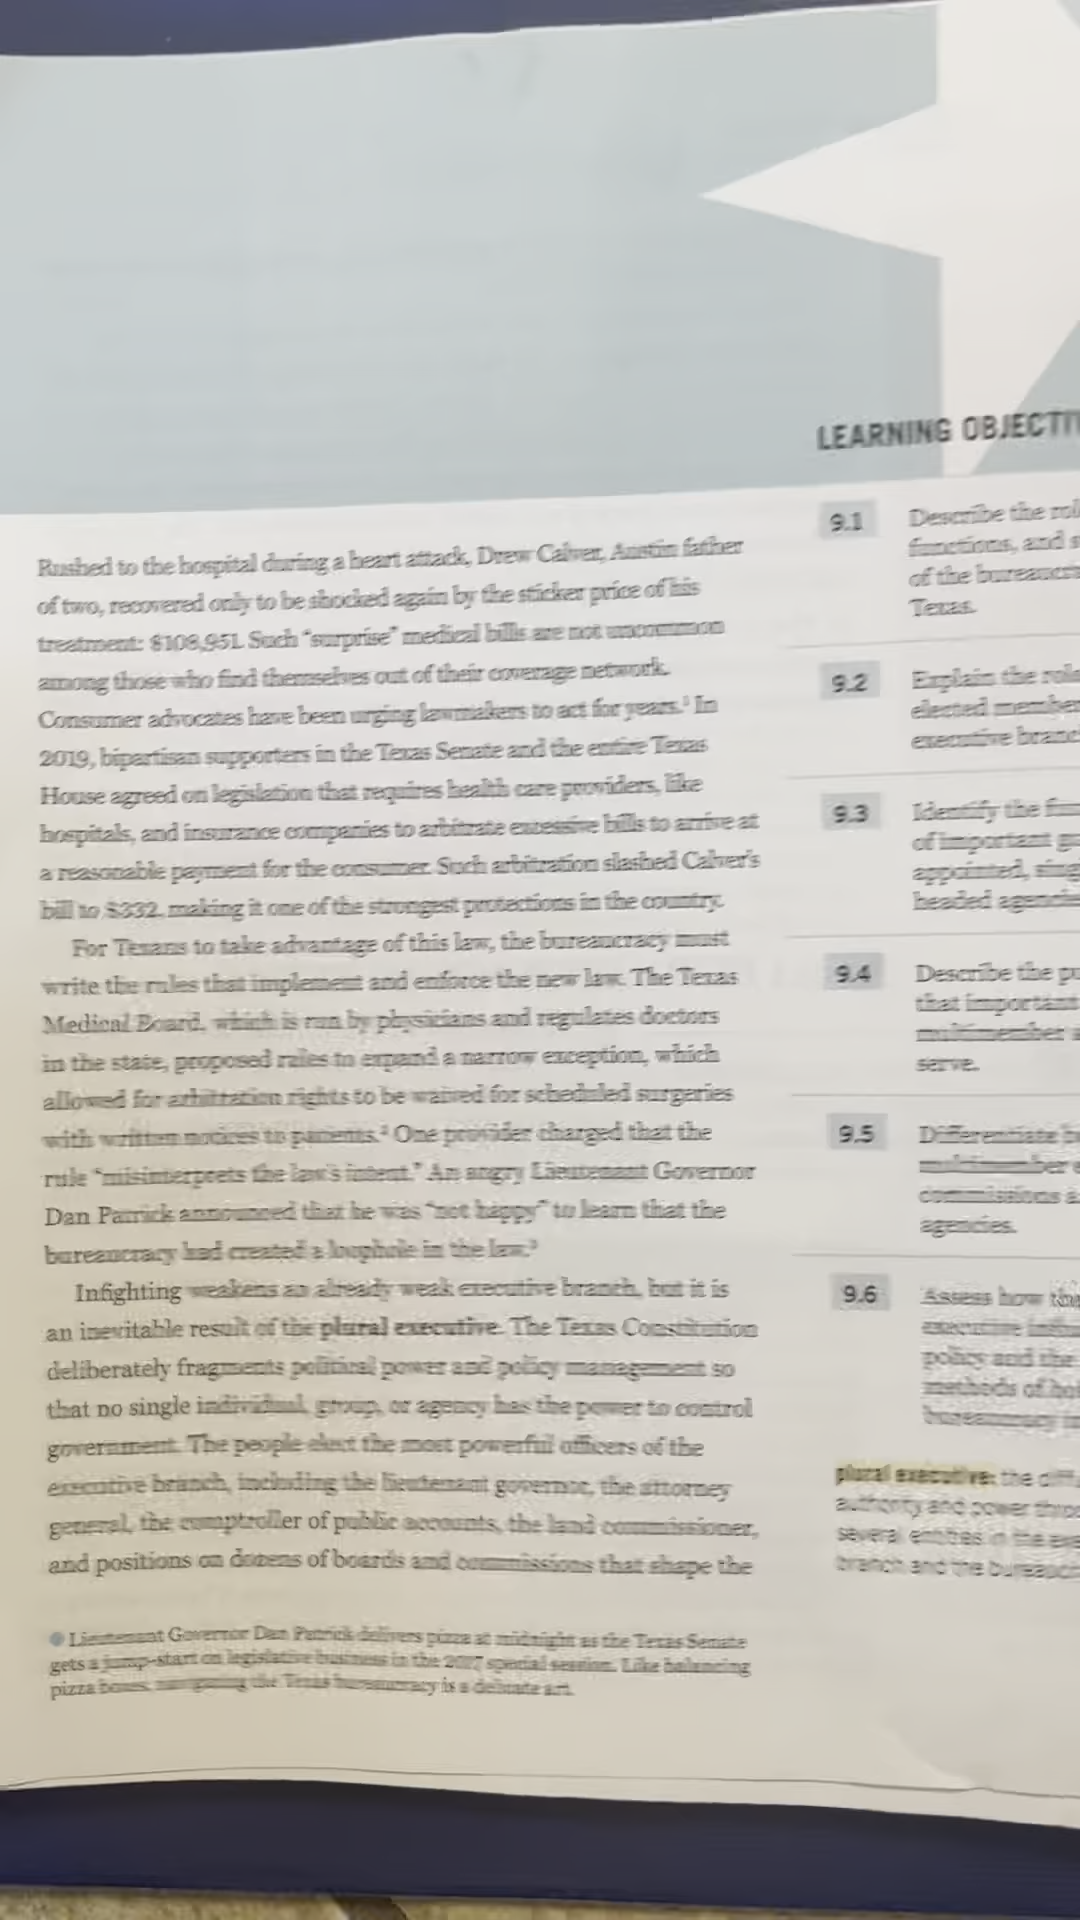 Rushed to the hospital during a heart attack, Drew Calver, Austin father
of two, recovered only to be shocked again by the sticker price of his
treatment: $108,951. Such "surprise" medical bills are not uncommon
among those who find themselves out of their coverage network.
Consumer advocates have been urging lawmakers to act for years.¹ In
2019, bipartisan supporters in the Texas Senate and the entire Texas
House agreed on legislation that requires health care providers, like
hospitals, and insurance companies to arbitrate excessive bills to arrive at
a reasonable payment for the consumer. Such arbitration slashed Calver's
bill to $332, making it one of the strongest protections in the country.
For Texans to take advantage of this law, the bureaucracy must
write the rules that implement and enforce the new law. The Texas
Medical Board, which is run by physicians and regulates doctors
in the state, proposed rules to expand a narrow exception, which
allowed for arbitration rights to be waived for scheduled surgeries
with written notices to patients.² One provider charged that the
rule "misinterprets the law's intent." An angry Lieutenant Governor
Dan Patrick announced that he was "not happy" to learn that the
bureaucracy had created a loophole in the law.³
Infighting weakens an already weak executive branch, but it is
an inevitable result of the plural executive. The Texas Constitution
deliberately fragments political power and policy management so
that no single individual, group, or agency has the power to control
government. The people elect the most powerful officers of the
executive branch, including the lieutenant governor, the attorney
general, the comptroller of public accounts, the land commissioner,
and positions on dozens of boards and commissions that shape the
Lieutenant Governor Dan Patrick delivers pizza at midnight as the Texas Senate
gets a jump-start on legislative business in the 2017 special session. Like balancing
pizza boxes, navigating the Texas bureaucracy is a delicate art.
LEARNING OBJECTIV
9.1 Describe the rol
functions, and s
of the bureaucr
Texas.
9.2 Explain the role
elected member
executive branc
9.3 Identify the fun
of important g
appointed, sing
headed agencie
9.4 Describe the pu
that important
multimember a
serve.
9.5 Differentiate b
multimember e
commissions a
agencies.
9.6 Assess how the
executive influ
policy and the
methods of hol
bureaucracy
plural executive: the diffu
authority and power throu
several entities in the exe
branch and the bureaucr